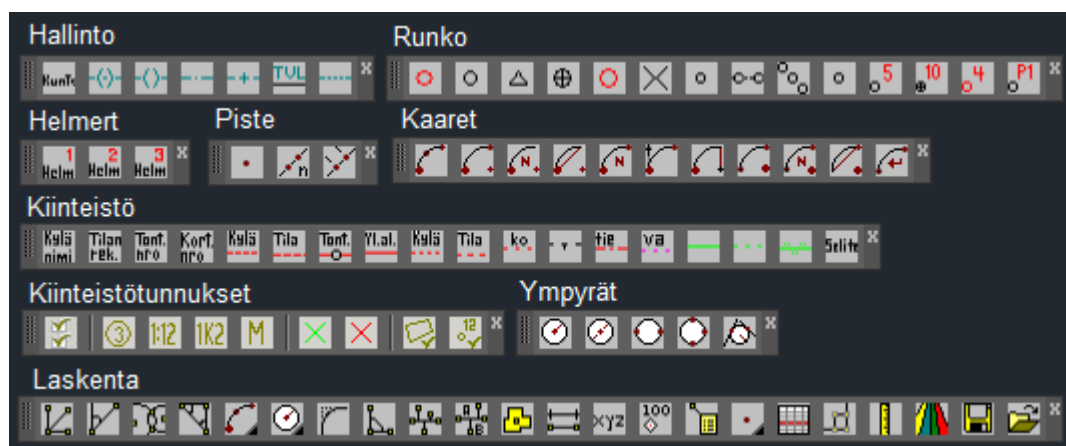 Hallinto Runko
KunTe TVL 5 10 4 P1
Helmert Piste Kaaret
1 Helm 2 Helm 3 Helm n N N N
Kiinteistö
Kylä nimi Tilan rek. Tont. nro Kort. nro Kylä Tila Tont. Yl.al. Kylä Tila ko. tie va Selite
Kiinteistötunnukset Ympyrät
3 1:12 1K2 M 12
Laskenta
A B xyz 100